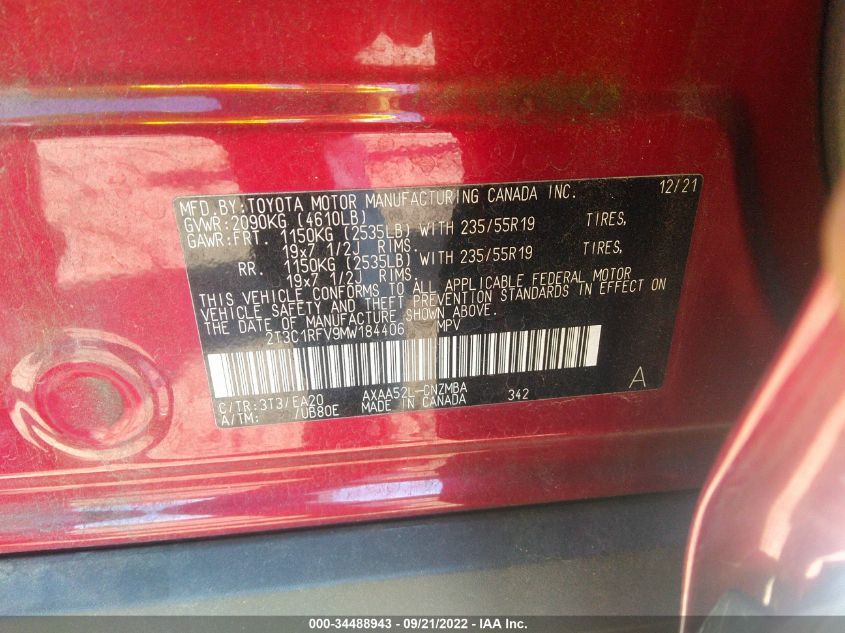 MFD.BY:TOYOTA MOTOR MANUFACTURING CANADA INC. 12/21
GVWR:2090KG (4610LB)
GAWR:FRT. 1150KG (2535LB) WITH 235/55R19 TIRES,
19x7 1/2J RIMS.
RR. 1150KG (2535LB) WITH 235/55R19 TIRES,
19x7 1/2J RIMS.
THIS VEHICLE CONFORMS TO ALL APPLICABLE FEDERAL MOTOR
VEHICLE SAFETY AND THEFT PREVENTION STANDARDS IN EFFECT ON
THE DATE OF MANUFACTURE SHOWN ABOVE.
2T3C1RFV9MW184406 MPV
C/TR:3T3/EA20 AXAA52L-CNZMBA 342 A
A/TM: /UB80E MADE IN CANADA
000-34488943 - 09/21/2022 - IAA Inc.